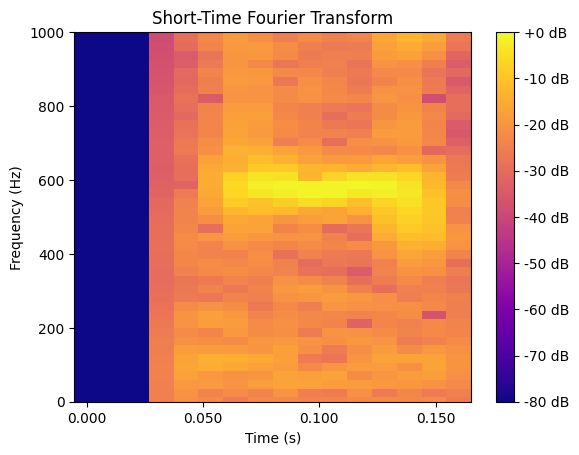 Short-Time Fourier Transform
1000
800
600
400
200
0
Frequency (Hz)
0.000
0.050
0.100
0.150
Time (s)
+0 dB
-10 dB
-20 dB
-30 dB
-40 dB
-50 dB
-60 dB
-70 dB
-80 dB